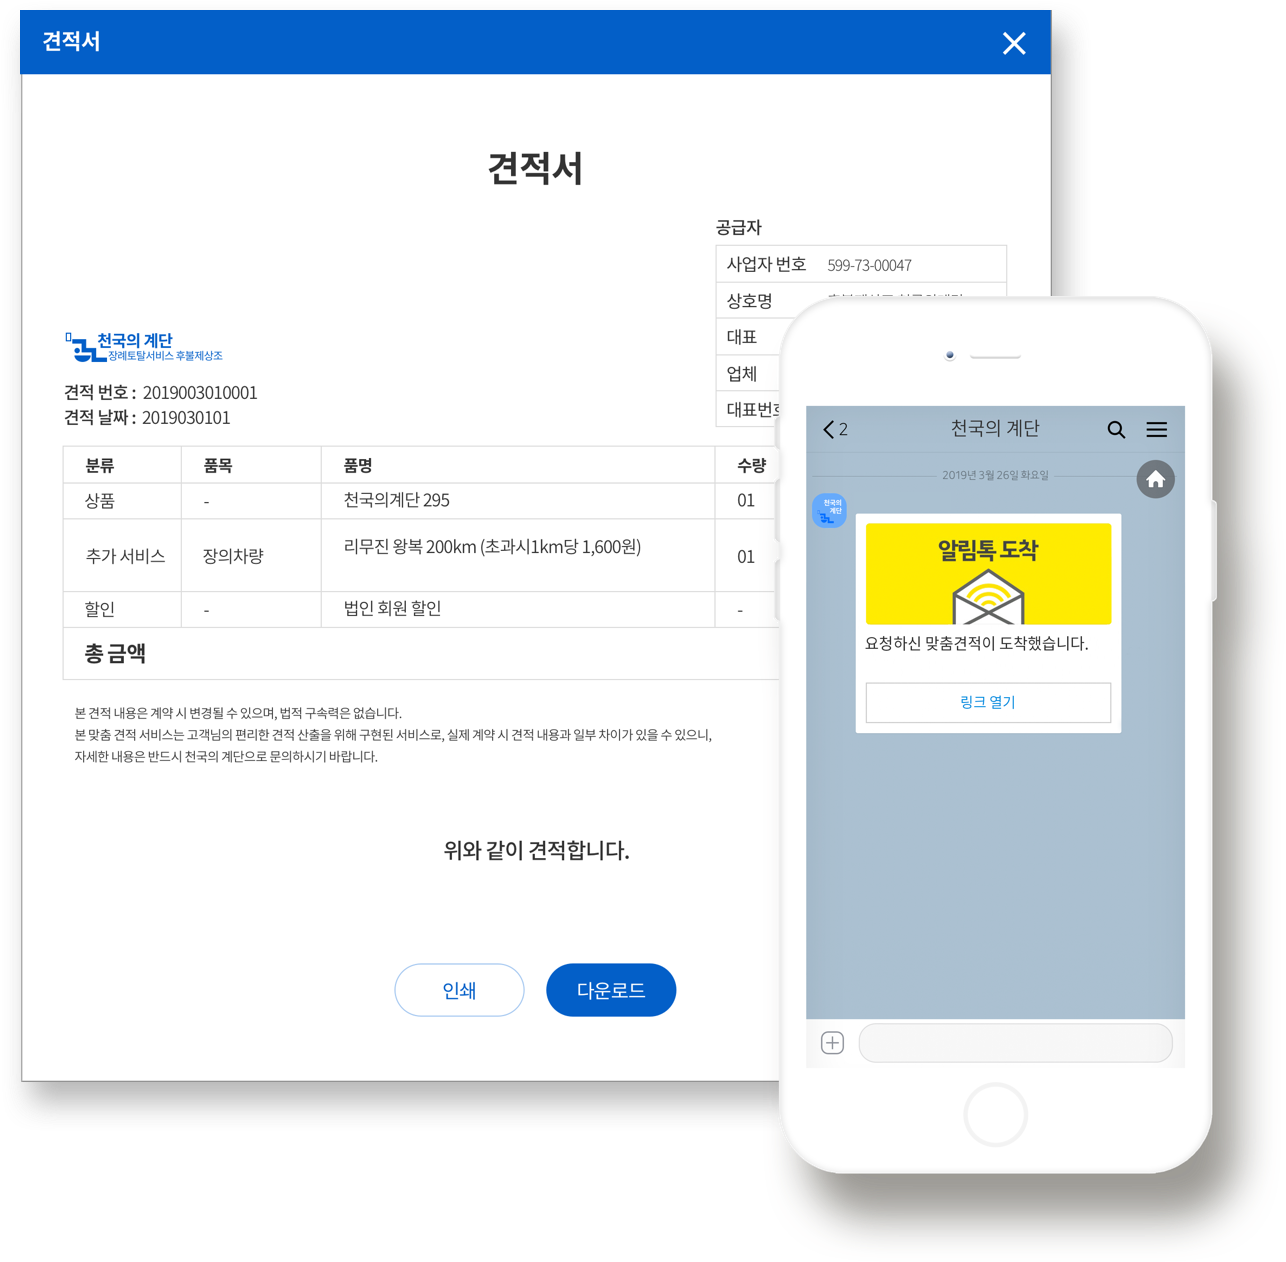 견적서
견적서
공급자
사업자 번호 599-73-00047
상호명
대표
업체
대표번호
천국의 계단
장례토탈서비스 후불제상조
견적 번호 : 2019003010001
견적 날짜 : 2019030101
분류 품목 품명 수량
상품 - 천국의계단 295 01
추가 서비스 장의차량 리무진 왕복 200km (초과시1km당 1,600원) 01
할인 - 법인 회원 할인 -
총 금액
본 견적 내용은 계약 시 변경될 수 있으며, 법적 구속력은 없습니다.
본 맞춤 견적 서비스는 고객님의 편리한 견적 산출을 위해 구현된 서비스로, 실제 계약 시 견적 내용과 일부 차이가 있을 수 있으니,
자세한 내용은 반드시 천국의 계단으로 문의하시기 바랍니다.
위와 같이 견적합니다.
인쇄 다운로드
2 천국의 계단
2019년 3월 26일 화요일
천국의
계단
알림톡 도착
요청하신 맞춤견적이 도착했습니다.
링크 열기